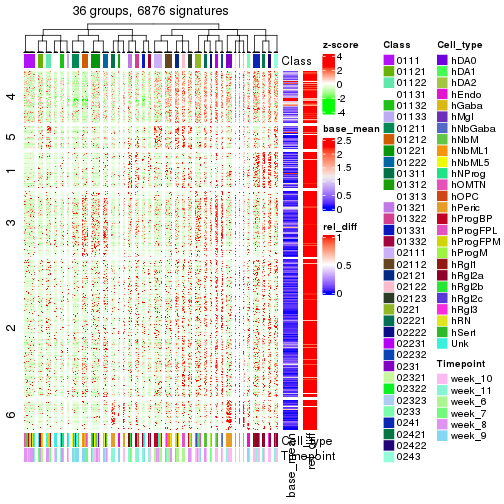 36 groups, 6876 signatures
Class
4
5
1
3
2
6
Cell_type
Timepoint
base_mean
rel_diff
z-score
4
2
0
-2
-4
base_mean
2.5
2
1.5
1
0.5
0
rel_diff
1
0.5
0
Class
0111
01121
01122
01131
01132
01133
01211
01212
01221
01222
01311
01312
01313
01321
01322
01331
01332
02111
02112
02121
02122
02123
0221
02221
02222
02231
02232
0231
02321
02322
02323
0233
0241
02421
02422
0243
Cell_type
hDA0
hDA1
hDA2
hEndo
hGaba
hMgl
hNbGaba
hNbM
hNbML1
hNbML5
hNProg
hOMTN
hOPC
hPeric
hProgBP
hProgFPL
hProgFPM
hProgM
hRgl1
hRgl2a
hRgl2b
hRgl2c
hRgl3
hRN
hSert
Unk
Timepoint
week_10
week_11
week_6
week_7
week_8
week_9